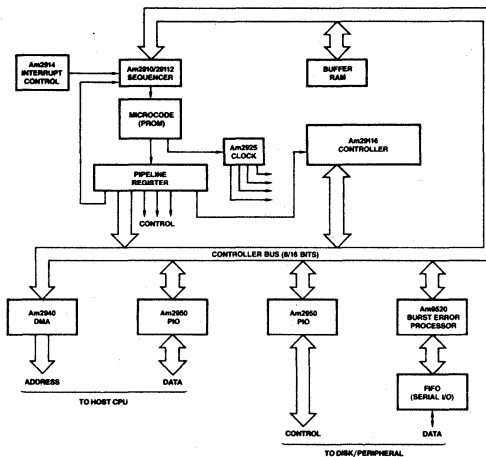 Am2914
INTERRUPT
CONTROL
Am2910/29112
SEQUENCER
BUFFER
RAM
MICROCODE
(PROM)
Am2925
CLOCK
Am29116
CONTROLLER
PIPELINE
REGISTER
CONTROL
CONTROLLER BUS (8/16 BITS)
Am2940
DMA
Am2950
PIO
Am2950
PIO
Am9520
BURST ERROR
PROCESSOR
ADDRESS
DATA
FIFO
(SERIAL I/O)
TO HOST CPU
CONTROL
DATA
TO DISK/PERIPHERAL